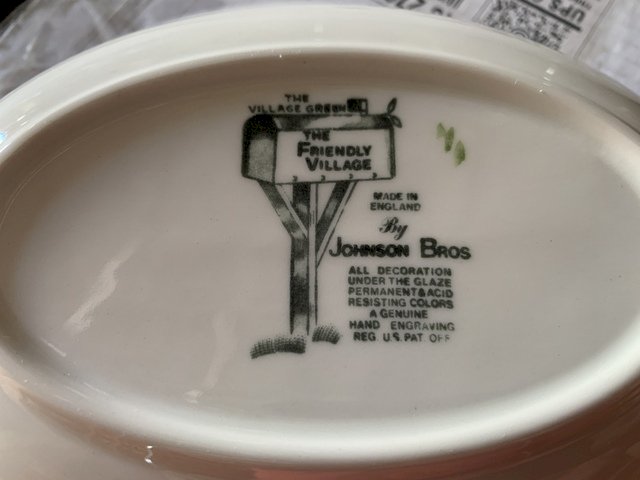 THE
VILLAGE GREEN
THE
FRIENDLY
VILLAGE
MADE IN
ENGLAND
By
JOHNSON BROS
ALL DECORATION
UNDER THE GLAZE
PERMANENT & ACID
RESISTING COLORS
A GENUINE
HAND ENGRAVING
REG. U.S. PAT. OFF
UPS